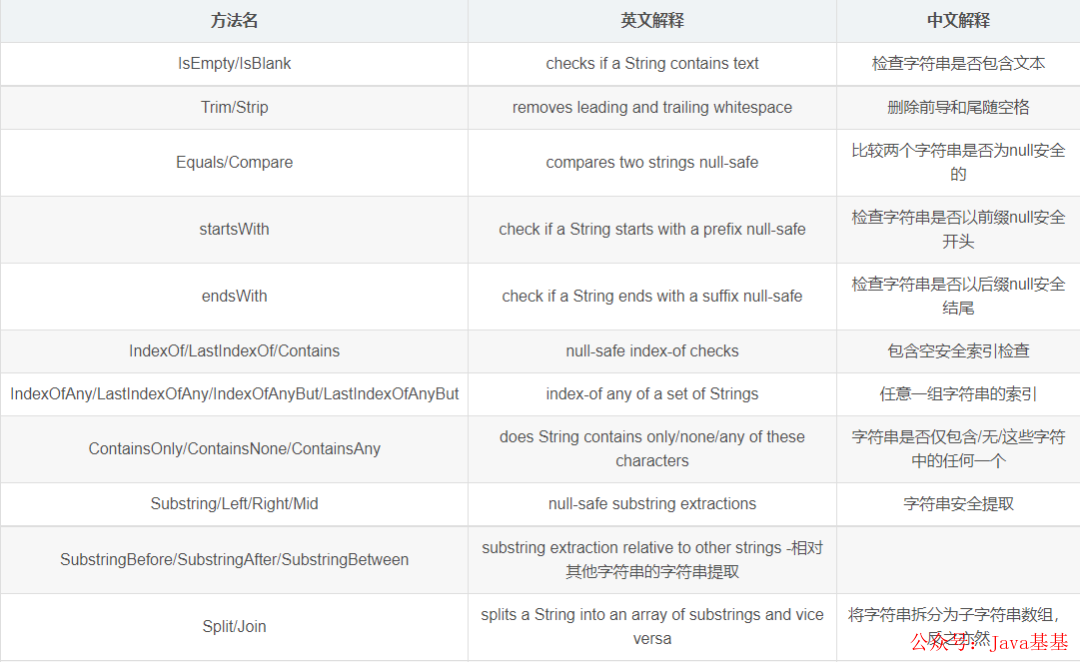 方法名 英文解释 中文解释
IsEmpty/IsBlank checks if a String contains text 检查字符串是否包含文本
Trim/Strip removes leading and trailing whitespace 删除前导和尾随空格
Equals/Compare compares two strings null-safe 比较两个字符串是否为null安全
的
startsWith check if a String starts with a prefix null-safe 检查字符串是否以前缀null安全
开头
endsWith check if a String ends with a suffix null-safe 检查字符串是否以后缀null安全
结尾
IndexOf/LastIndexOf/Contains null-safe index-of checks 包含空安全索引检查
IndexOfAny/LastIndexOfAny/IndexOfAnyBut/LastIndexOfAnyBut index-of any of a set of Strings 任意一组字符串的索引
ContainsOnly/ContainsNone/ContainsAny does String contains only/none/any of these
characters
字符串是否仅包含/无/这些字符
中的任何一个
Substring/Left/Right/Mid null-safe substring extractions 字符串安全提取
SubstringBefore/SubstringAfter/SubstringBetween substring extraction relative to other strings -相对
其他字符串的字符串提取
Split/Join splits a String into an array of substrings and vice
versa
将字符串拆分为子字符串数组，
反之亦然
公众号：Java基基